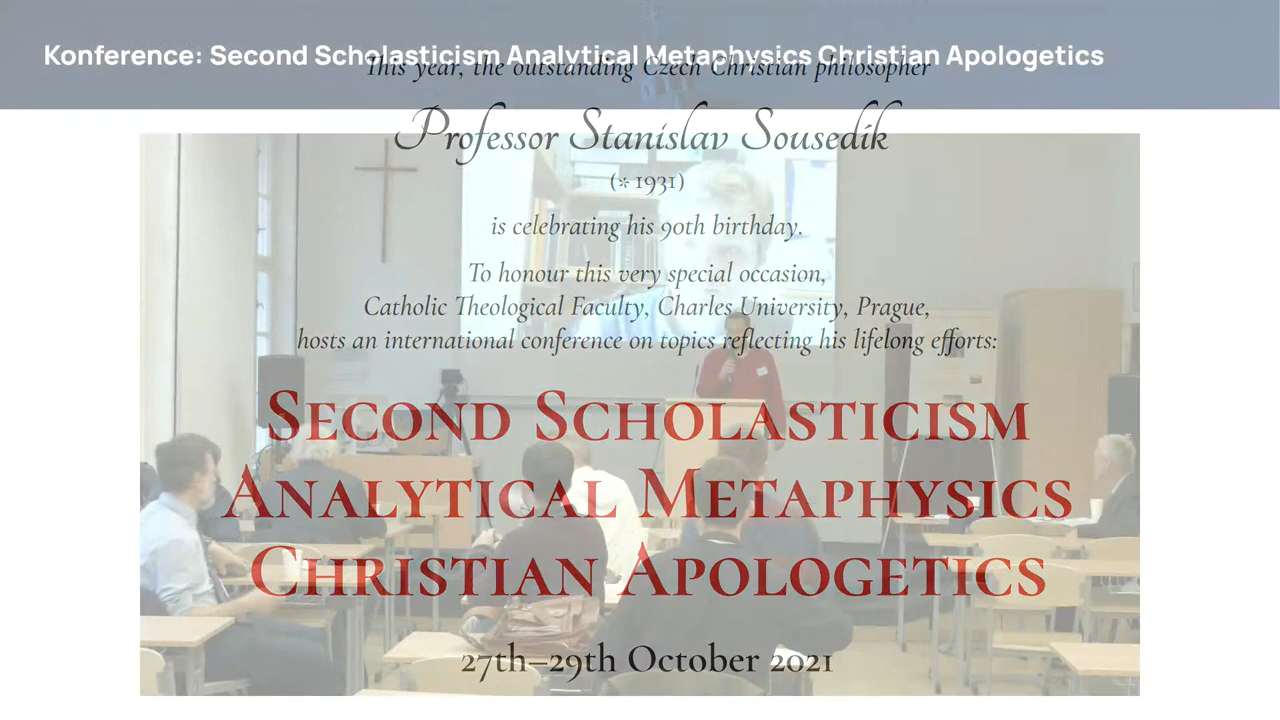 Konference: Second Scholasticism Analytical Metaphysics Christian Apologetics
This year, the outstanding Czech Christian philosopher
Professor Stanislav Sousedík
(* 1931)
is celebrating his 90th birthday.
To honour this very special occasion,
Catholic Theological Faculty, Charles University, Prague,
hosts an international conference on topics reflecting his lifelong efforts:
Second Scholasticism
Analytical Metaphysics
Christian Apologetics
27th–29th October 2021